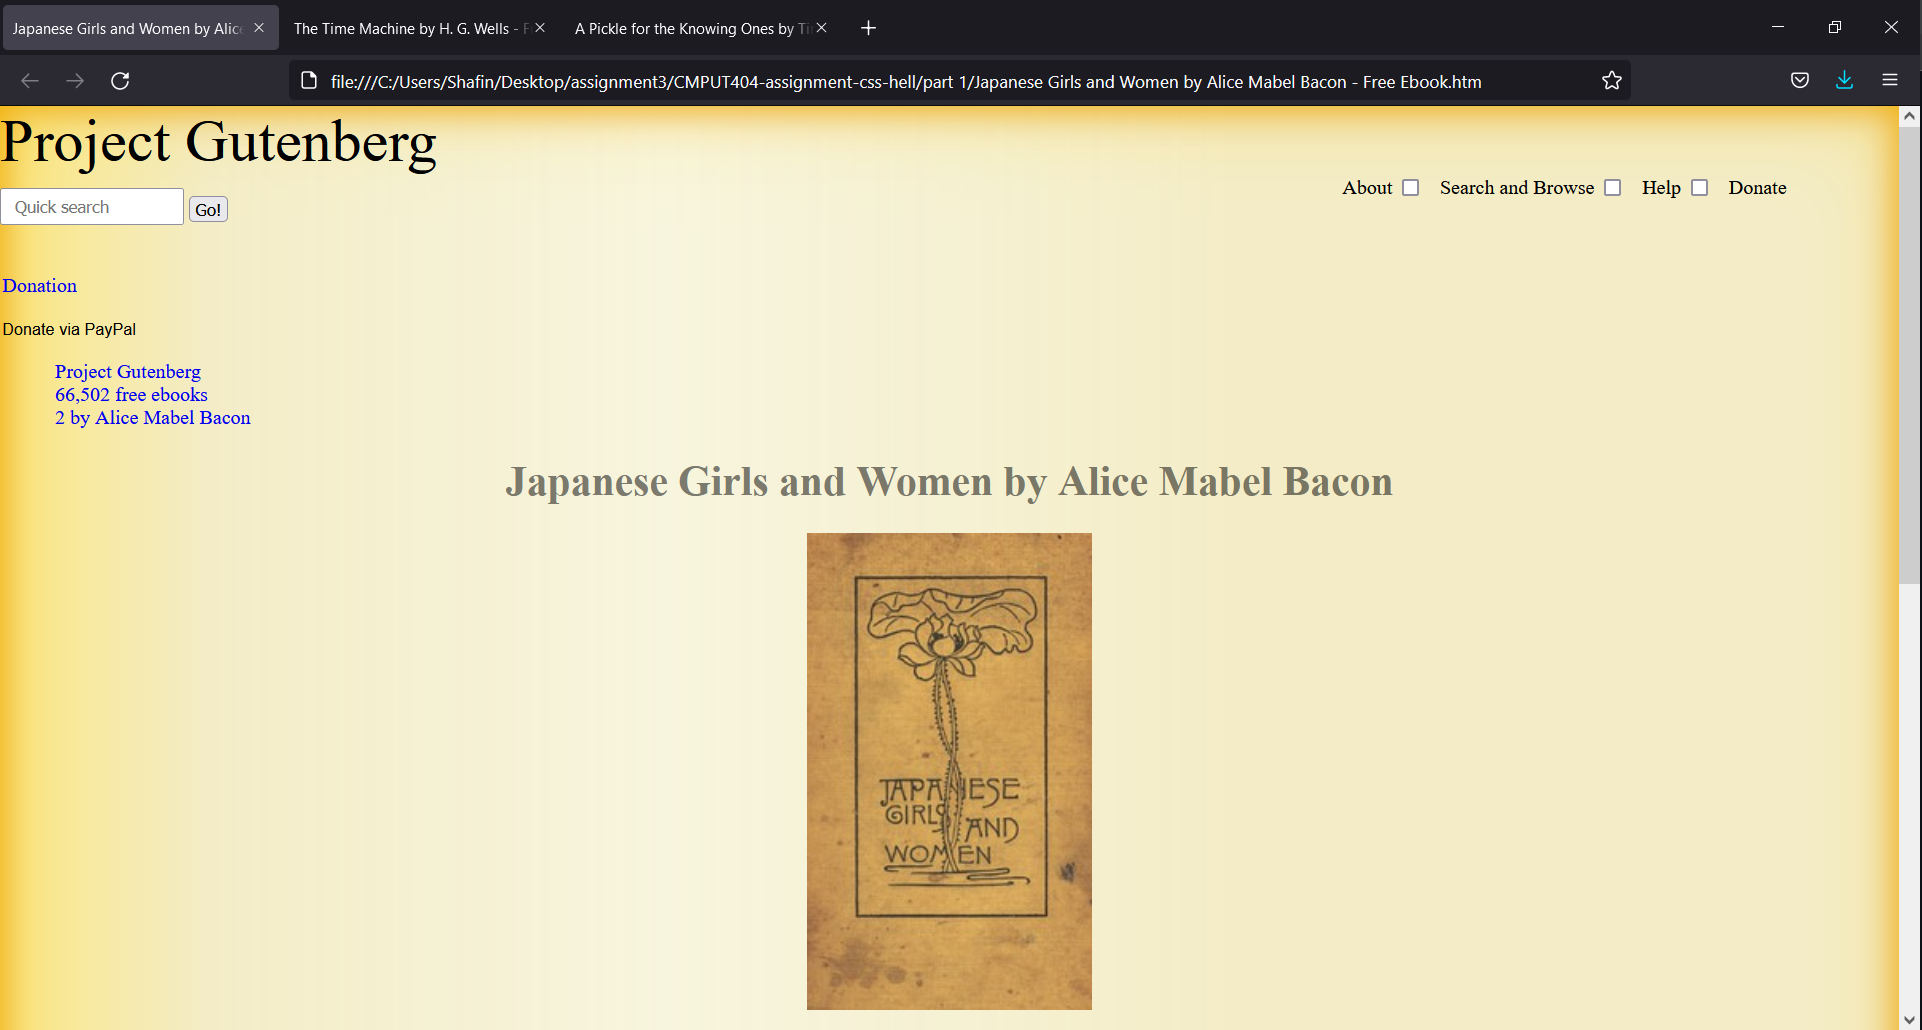 Japanese Girls and Women by Alice
The Time Machine by H. G. Wells - F
A Pickle for the Knowing Ones by Ti
file:///C:/Users/Shafin/Desktop/assignment3/CMPUT404-assignment-css-hell/part 1/Japanese Girls and Women by Alice Mabel Bacon - Free Ebook.htm
Project Gutenberg
About Search and Browse Help Donate
Quick search Go!
Donation
Donate via PayPal
Project Gutenberg
66,502 free ebooks
2 by Alice Mabel Bacon
Japanese Girls and Women by Alice Mabel Bacon
JAPANESE
GIRLS AND
WOMEN